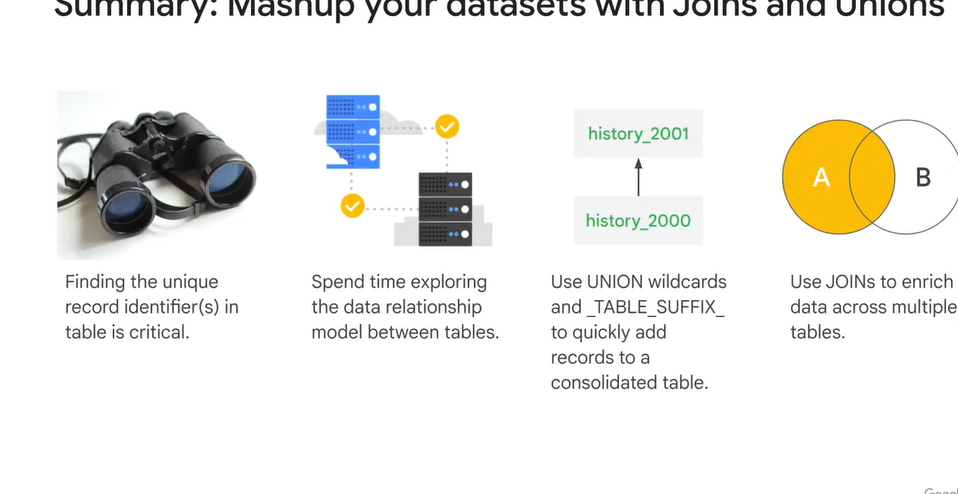 Summary: Mashup your datasets with Joins and Unions
history_2001
A
B
history_2000
Finding the unique
record identifier(s) in
table is critical.
Spend time exploring
the data relationship
model between tables.
Use UNION wildcards
and _TABLE_SUFFIX_
to quickly add
records to a
consolidated table.
Use JOINs to enrich
data across multiple
tables.